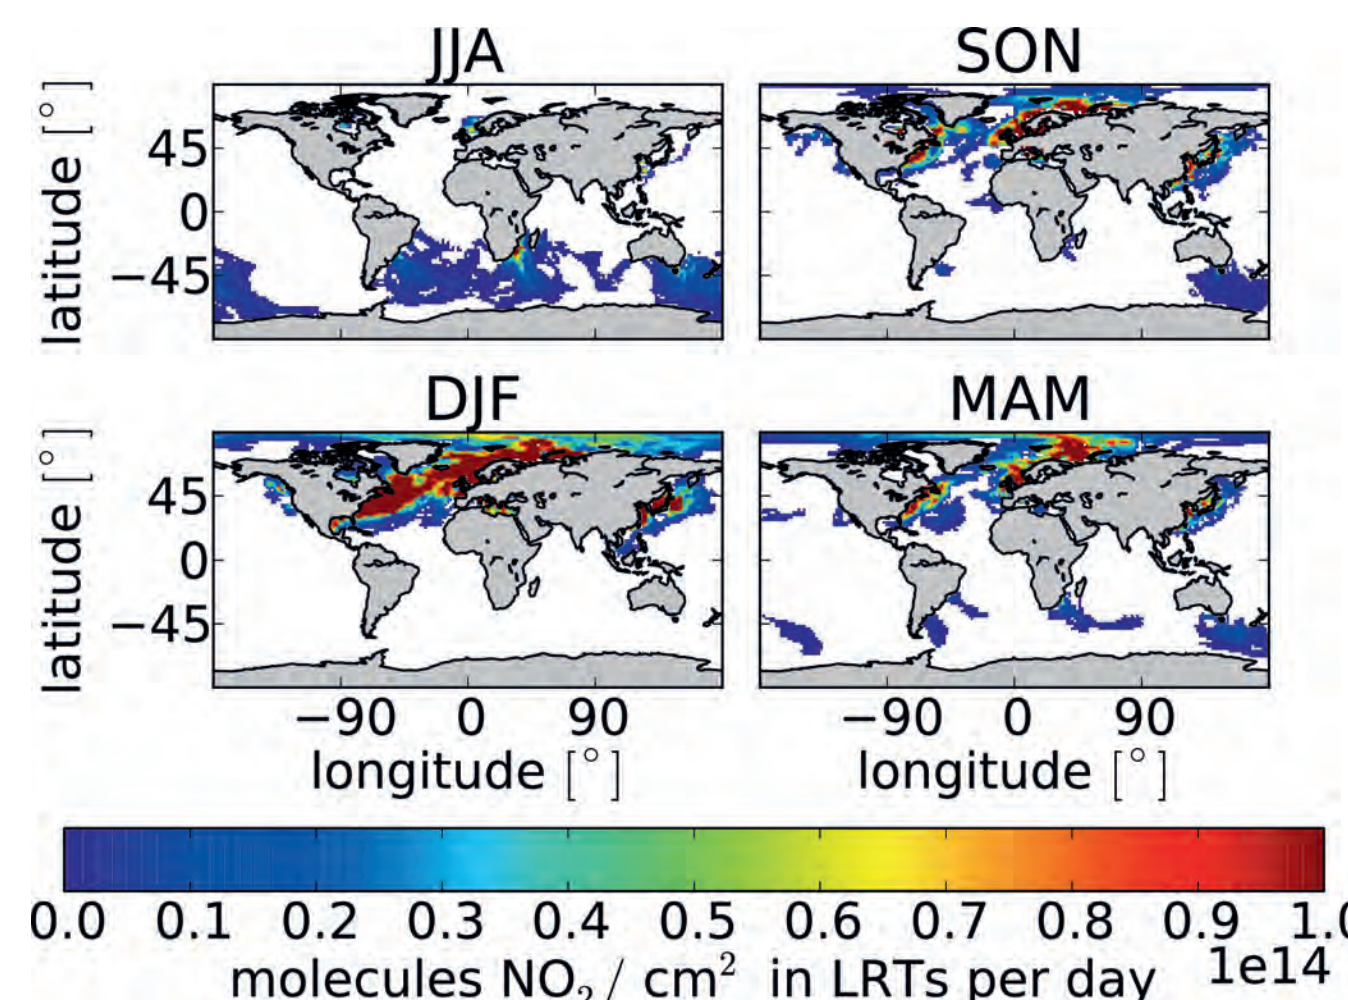 JJA SON
latitude [°]
45
0
−45
DJF MAM
latitude [°]
45
0
−45
−90 0 90 −90 0 90
longitude [°] longitude [°]
0.0 0.1 0.2 0.3 0.4 0.5 0.6 0.7 0.8 0.9 1.0
1e14
molecules NO₂ / cm² in LRTs per day